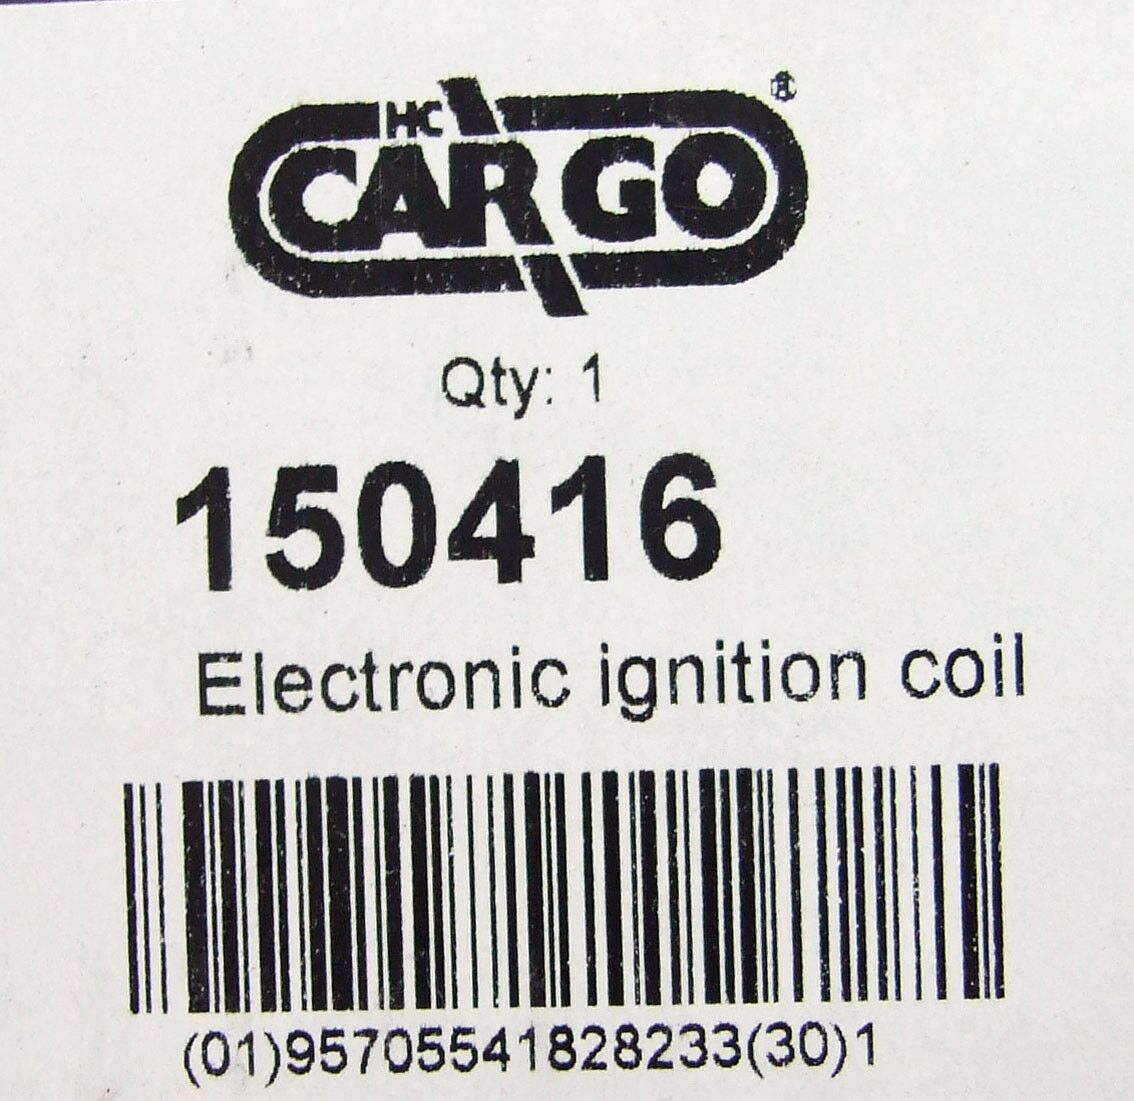 HC
CARGO®
Qty: 1
150416
Electronic ignition coil
(01)95705541828233(30)1